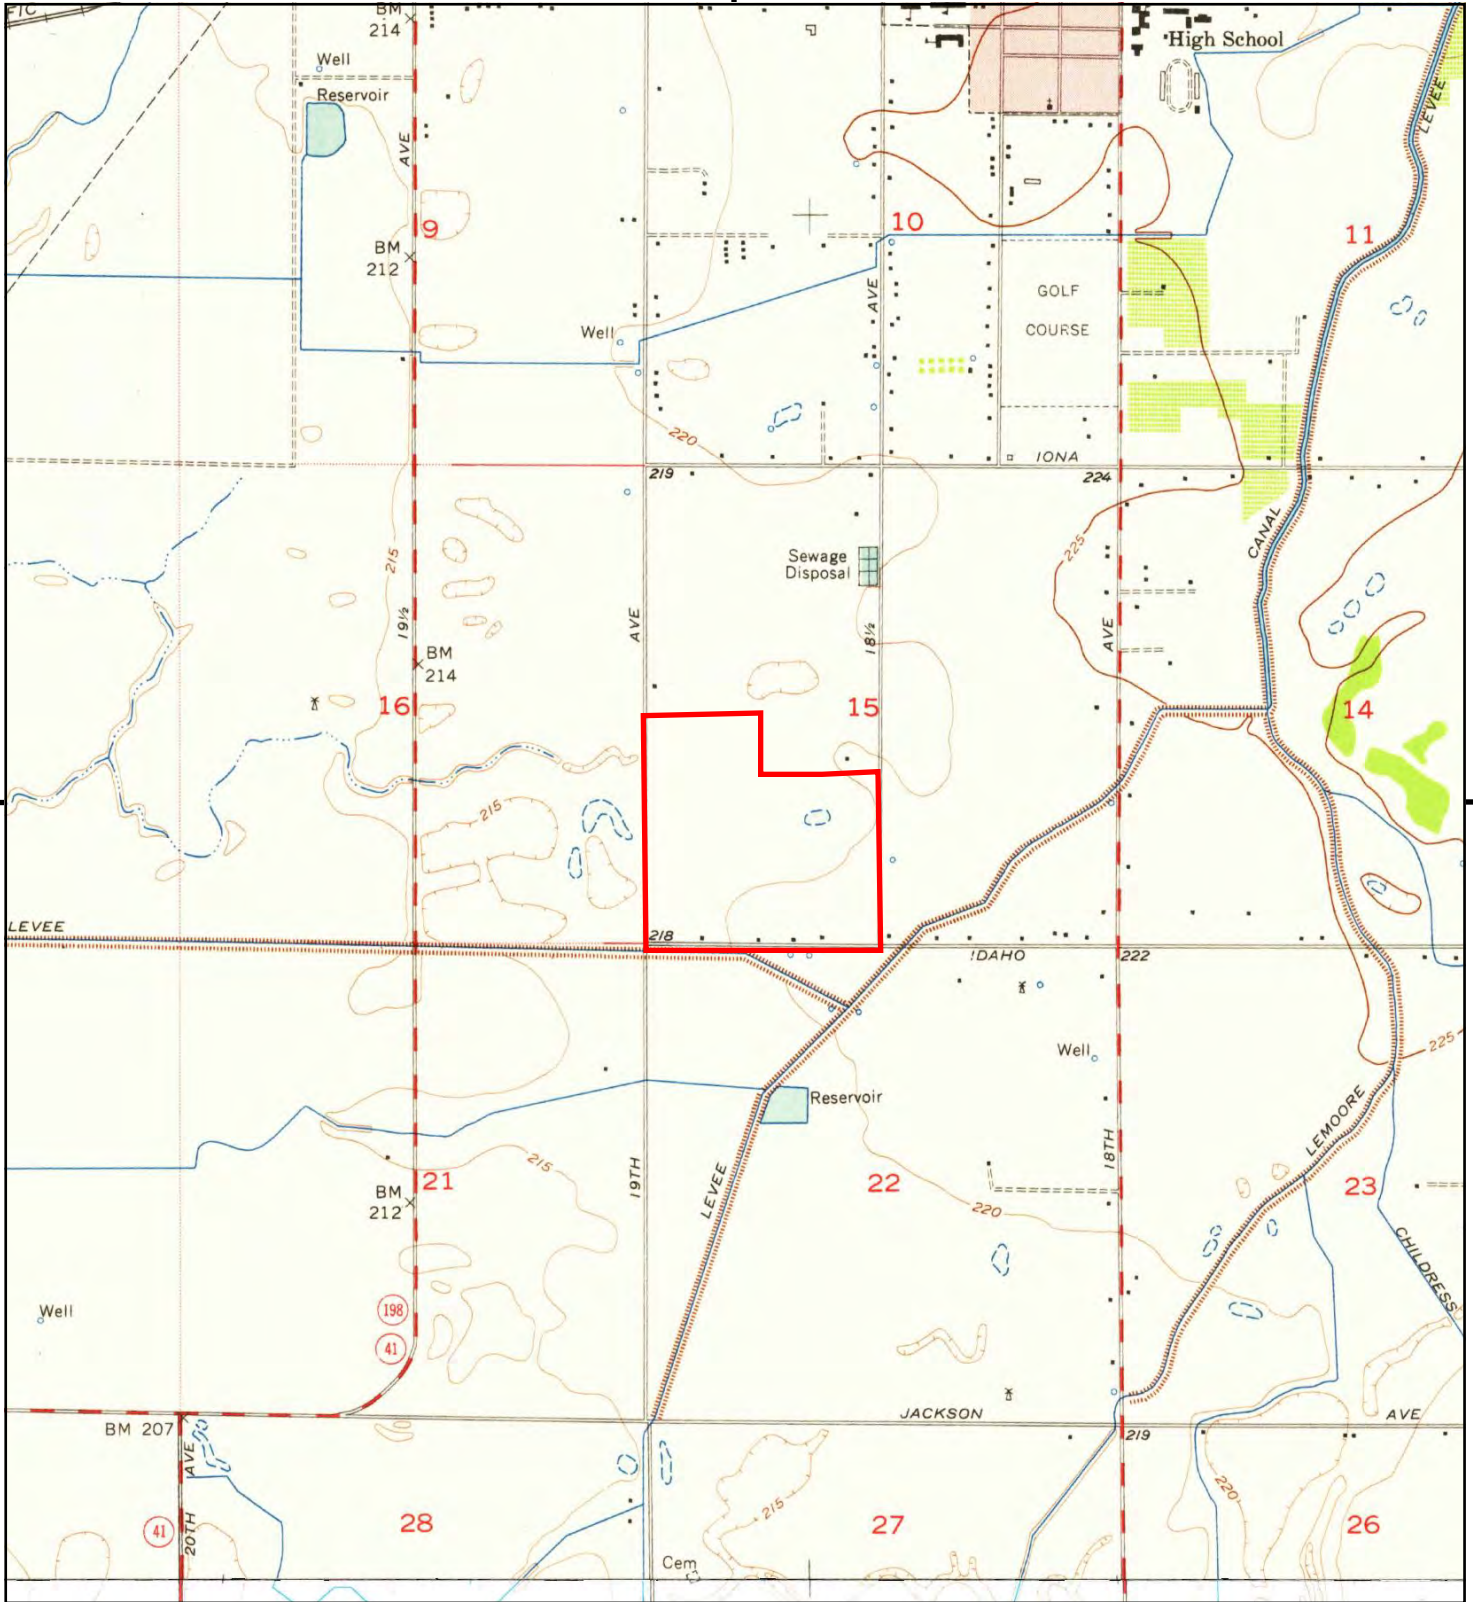 FIC
BM
214
High School
Well
Reservoir
LEVEE
AVE
9
10
11
BM
212
AVE
GOLF
COURSE
Well
220
219
IONA
224
CANAL
215
225
Sewage
Disposal
19½
AVE
18½
AVE
BM
214
16
15
14
215
LEVEE
218
IDAHO
222
Well
225
Reservoir
LEMOORE
18TH
215
19TH
LEVEE
21
22
23
BM
212
220
CHILDRESS
Well
198
41
JACKSON
AVE
BM 207
219
AVE
220
215
41
20TH
28
27
26
Cem